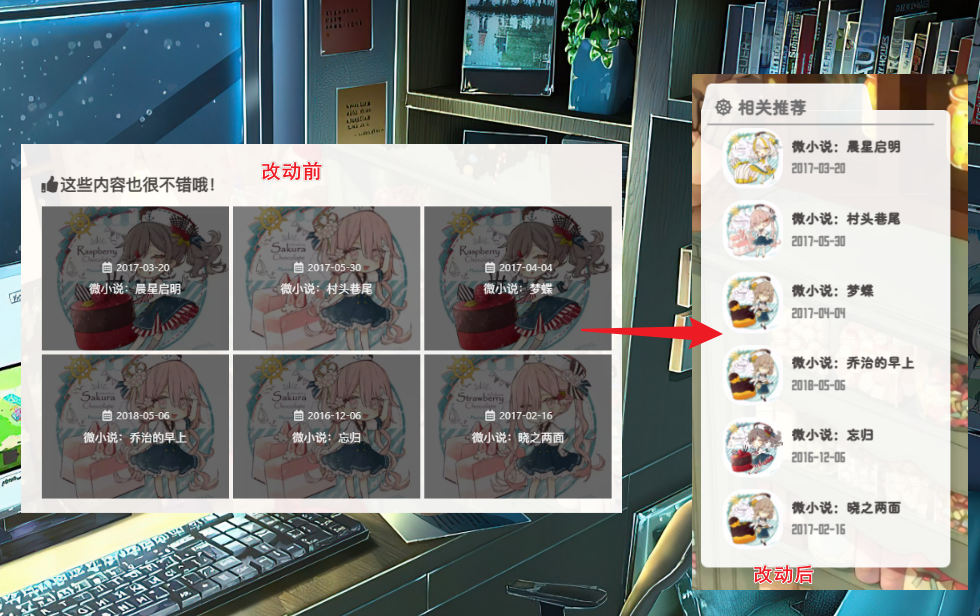 改动前
这些内容也很不错哦！
Raspberry
2017-03-20
微小说：晨星启明
Sakura
2017-05-30
微小说：村头巷尾
Raspberry
2017-04-04
微小说：梦蝶
Sakura
2018-05-06
微小说：乔治的早上
Sakura
2016-12-06
微小说：忘归
Strawberry
2017-02-16
微小说：晓之两面
相关推荐
微小说：晨星启明
2017-03-20
微小说：村头巷尾
2017-05-30
微小说：梦蝶
2017-04-04
微小说：乔治的早上
2018-05-06
微小说：忘归
2016-12-06
微小说：晓之两面
2017-02-16
改动后